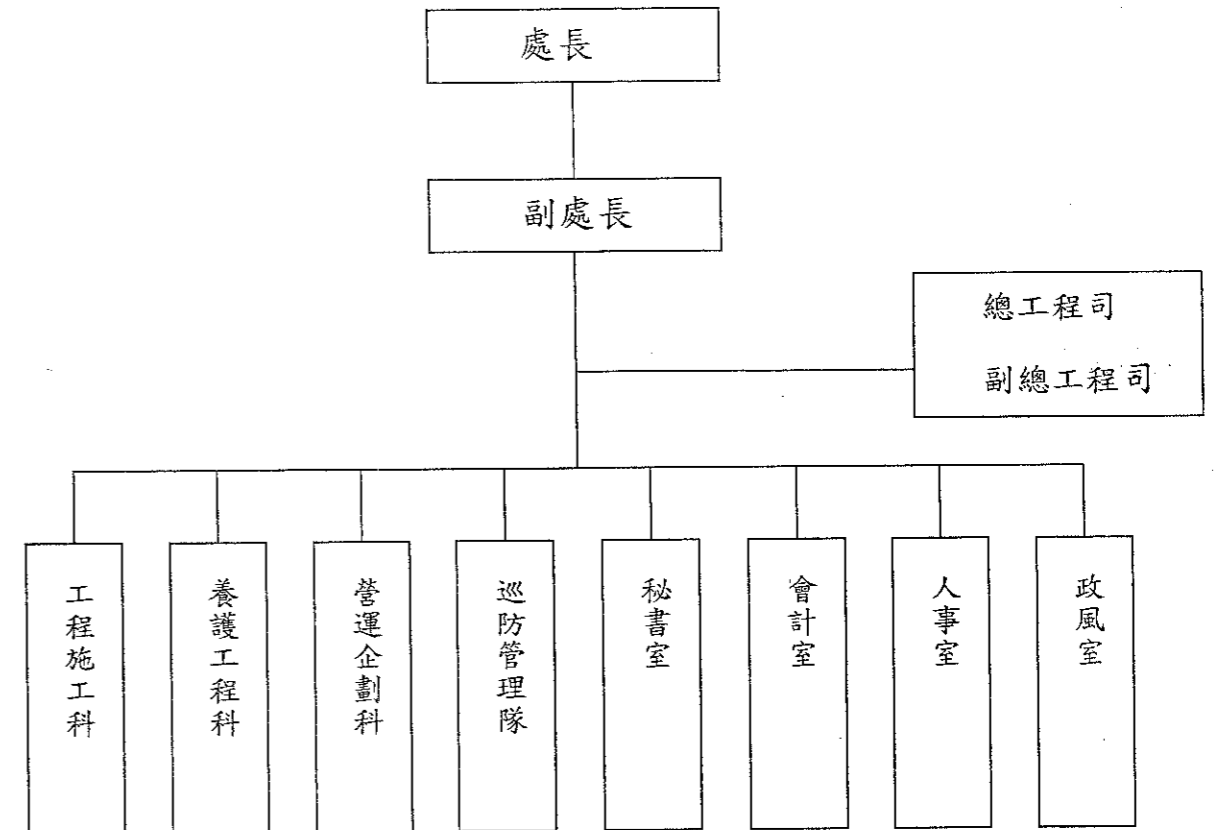 處長
副處長
總工程司
副總工程司
工程施工科
養護工程科
營運企劃科
巡防管理隊
秘書室
會計室
人事室
政風室